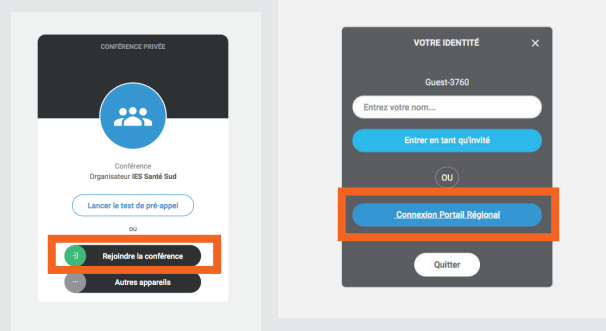 CONFÉRENCE PRIVÉE
Conférence
Organisateur IES Santé Sud
Lancer le test de pré-appel
ou
Rejoindre la conférence
Autres appareils
VOTRE IDENTITÉ
Guest-3760
Entrez votre nom...
Entrer en tant qu'invité
OU
Connexion Portail Régional
Quitter